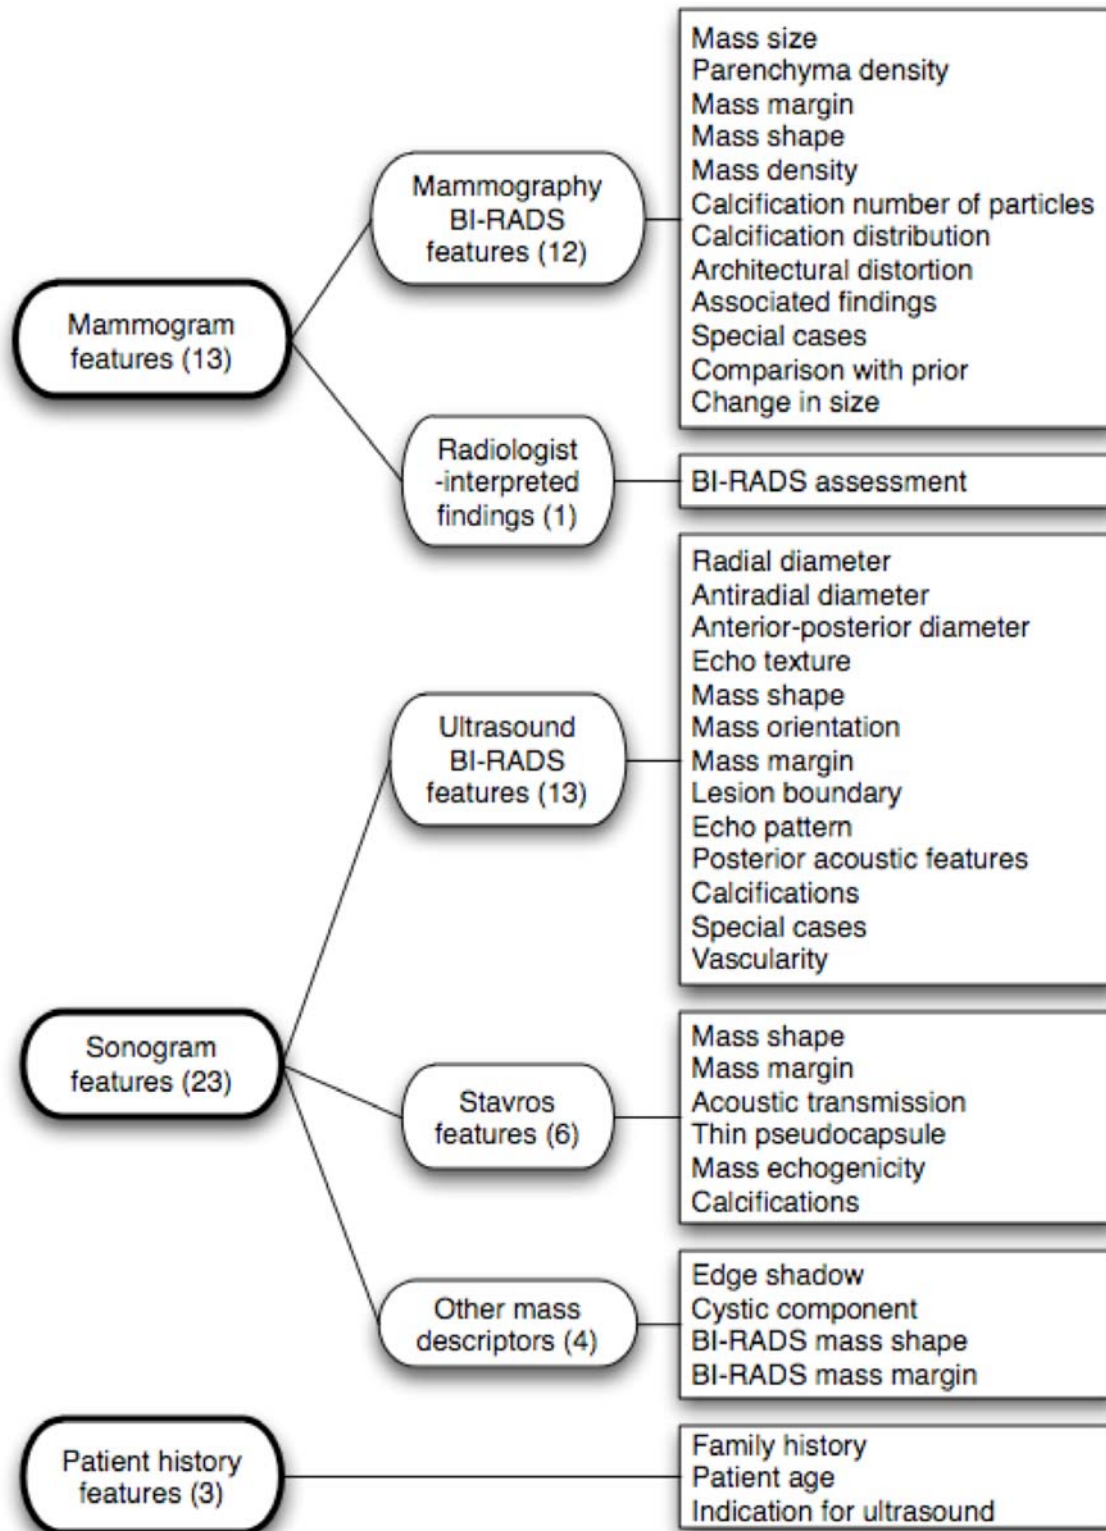 Mammogram
features (13)
Mammography
BI-RADS
features (12)
Mass size
Parenchyma density
Mass margin
Mass shape
Mass density
Calcification number of particles
Calcification distribution
Architectural distortion
Associated findings
Special cases
Comparison with prior
Change in size
Radiologist
-interpreted
findings (1)
BI-RADS assessment
Sonogram
features (23)
Ultrasound
BI-RADS
features (13)
Radial diameter
Antiradial diameter
Anterior-posterior diameter
Echo texture
Mass shape
Mass orientation
Mass margin
Lesion boundary
Echo pattern
Posterior acoustic features
Calcifications
Special cases
Vascularity
Stavros
features (6)
Mass shape
Mass margin
Acoustic transmission
Thin pseudocapsule
Mass echogenicity
Calcifications
Other mass
descriptors (4)
Edge shadow
Cystic component
BI-RADS mass shape
BI-RADS mass margin
Patient history
features (3)
Family history
Patient age
Indication for ultrasound